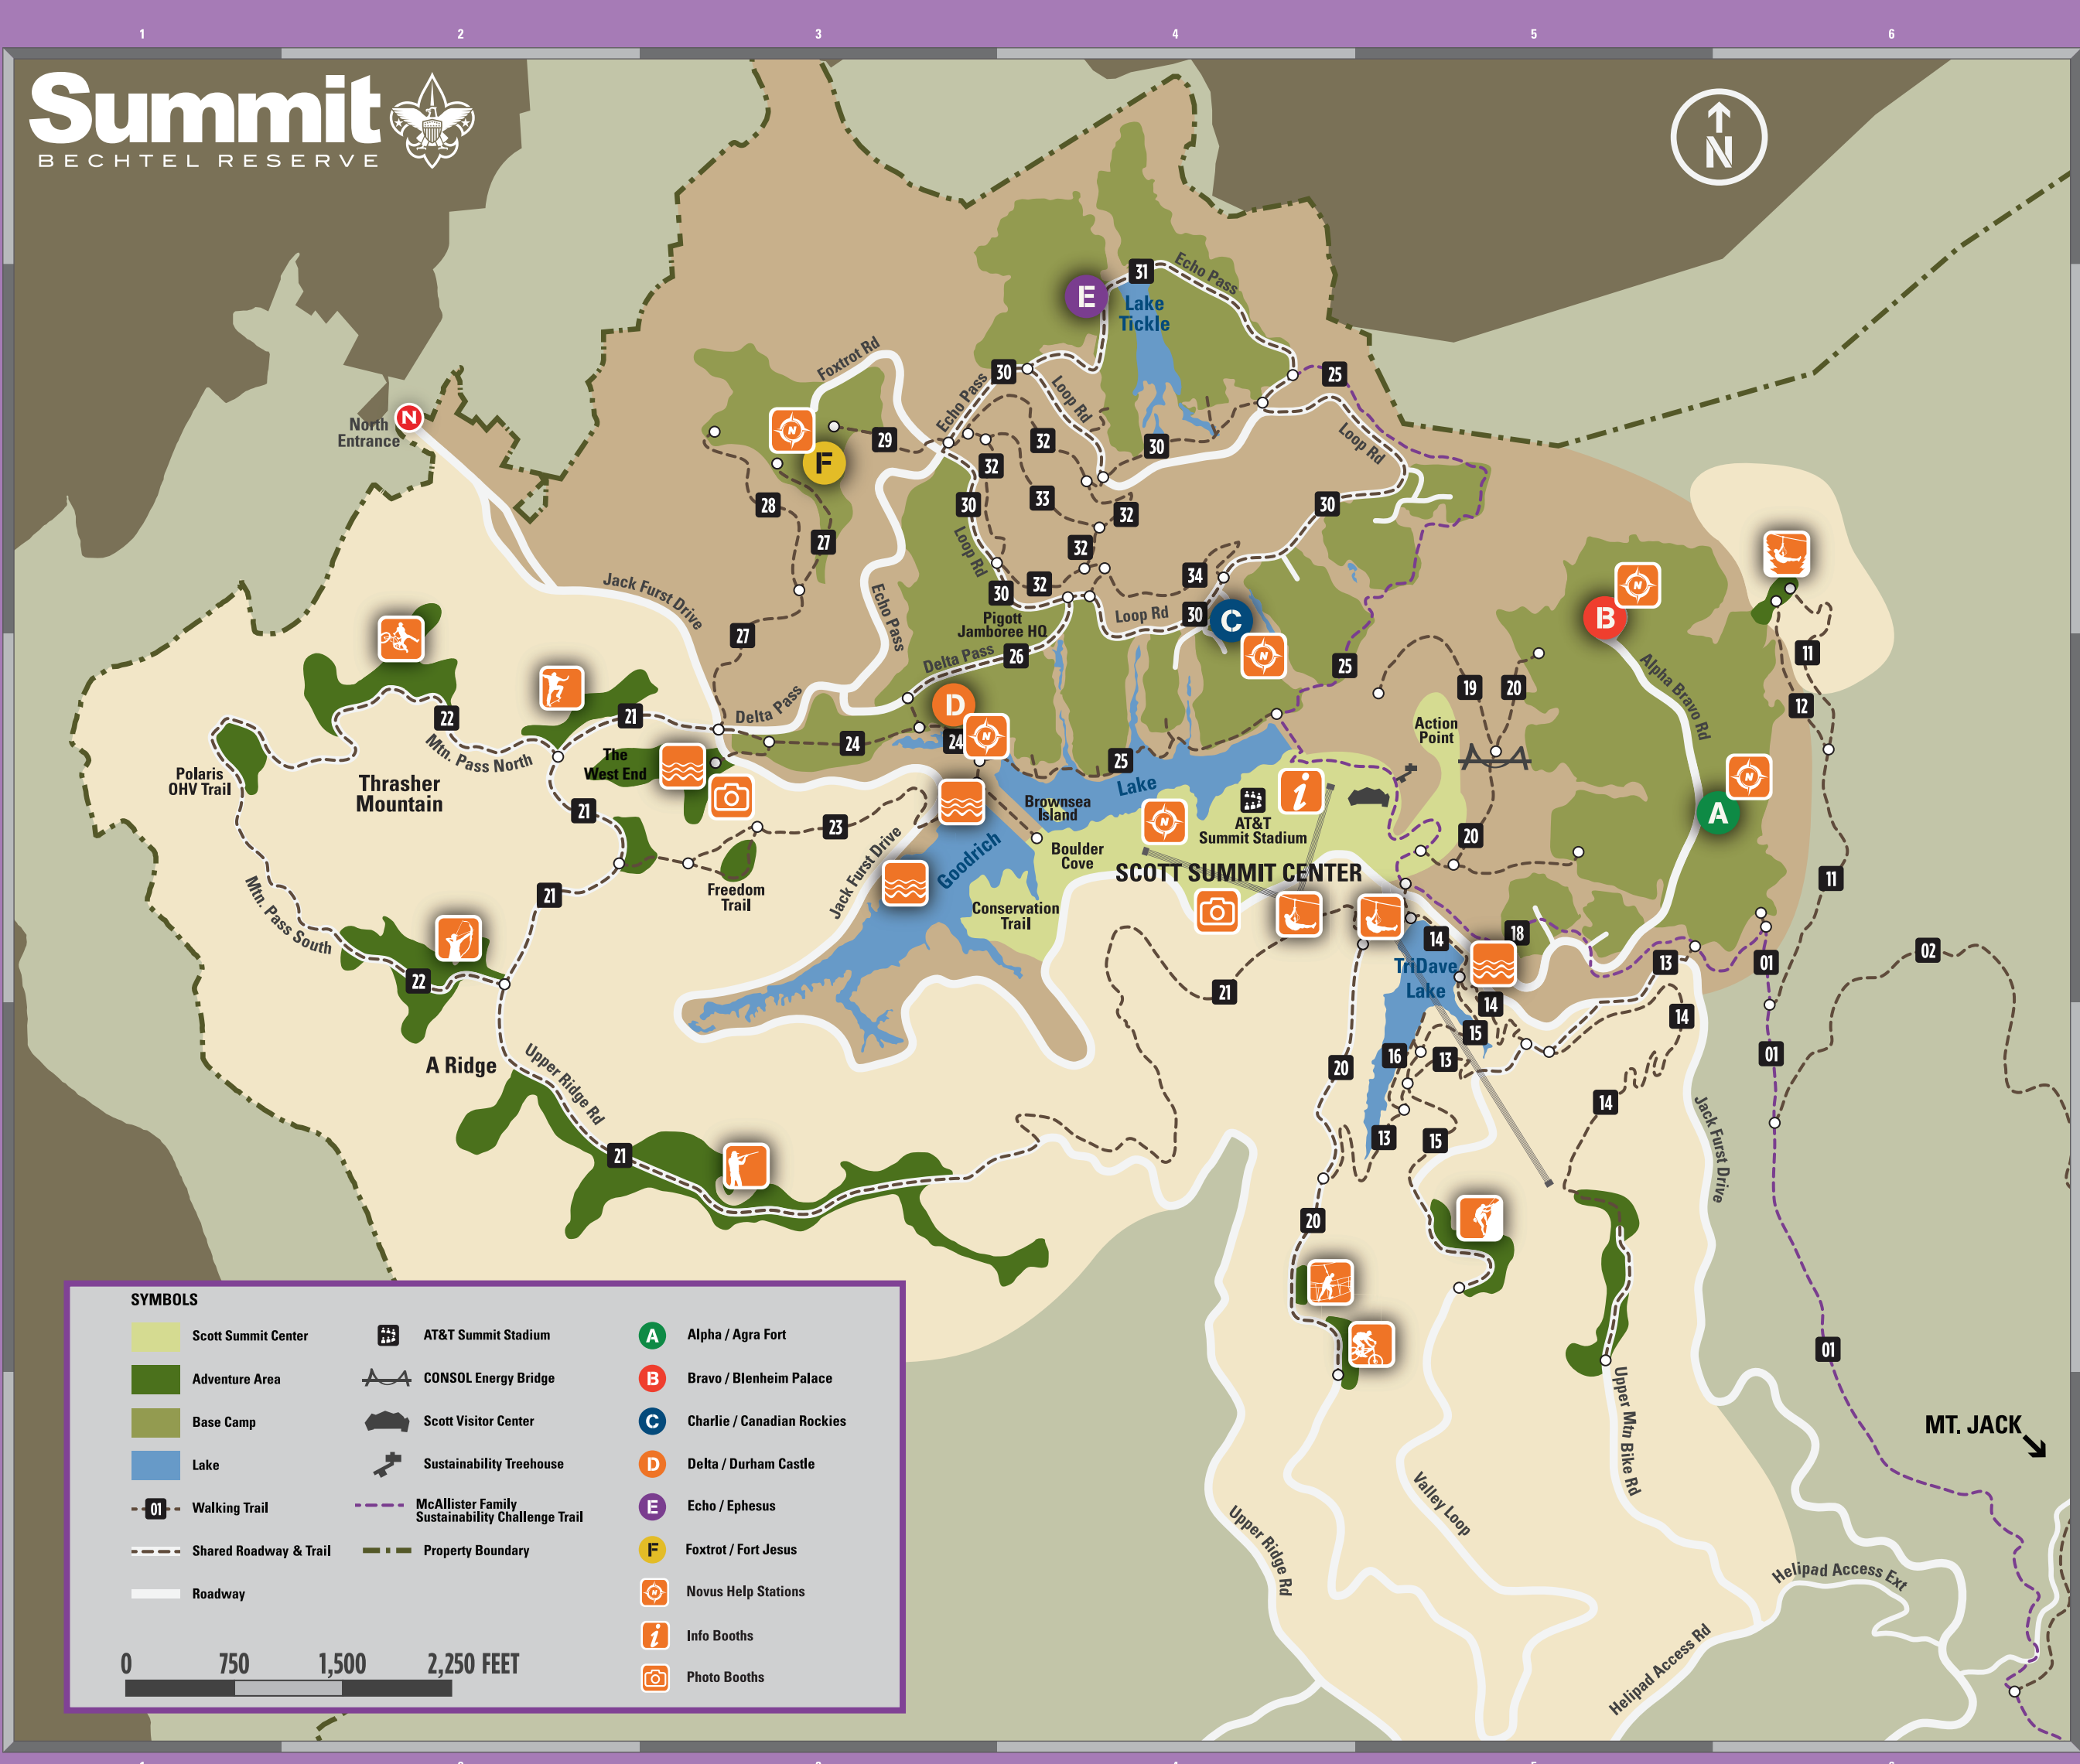 1 2 3 4 5 6
Summit
BECHTEL RESERVE
N
N
North
Entrance
Echo Pass
31
E
Lake
Tickle
Foxtrot Rd
Echo Pass
30
Loop Rd
25
N
F
29
32
32
30
Loop Rd
28
30
33
32
30
27
Loop Rd
32
Jack Furst Drive
Echo Pass
30
32
34
Loop Rd
30
C
N
B
N
27
Pigott
Jamboree HQ
Delta Pass
26
25
11
Alpha Bravo Rd
19
20
12
22
21
Delta Pass
D
N
24
24
Action
Point
Mtn. Pass North
The
West End
25
Lake
Polaris
OHV Trail
Thrasher
Mountain
21
Brownsea
Island
i
AT&T
Summit Stadium
N
N
A
23
Jack Furst Drive
Goodrich
Boulder
Cove
SCOTT SUMMIT CENTER
20
11
Freedom
Trail
21
Conservation
Trail
Mtn. Pass South
22
21
14
18
TriDave
Lake
13
01
02
14
14
15
16
13
20
01
A Ridge
Upper Ridge Rd
21
14
13
15
Jack Furst Drive
20
01
MT. JACK
Upper Mtn Bike Rd
Valley Loop
Upper Ridge Rd
Helipad Access Ext
Helipad Access Rd
SYMBOLS
Scott Summit Center
Adventure Area
Base Camp
Lake
01 Walking Trail
Shared Roadway & Trail
Roadway
AT&T Summit Stadium
CONSOL Energy Bridge
Scott Visitor Center
Sustainability Treehouse
McAllister Family
Sustainability Challenge Trail
Property Boundary
A Alpha / Agra Fort
B Bravo / Blenheim Palace
C Charlie / Canadian Rockies
D Delta / Durham Castle
E Echo / Ephesus
F Foxtrot / Fort Jesus
N Novus Help Stations
i Info Booths
Photo Booths
0 750 1,500 2,250 FEET